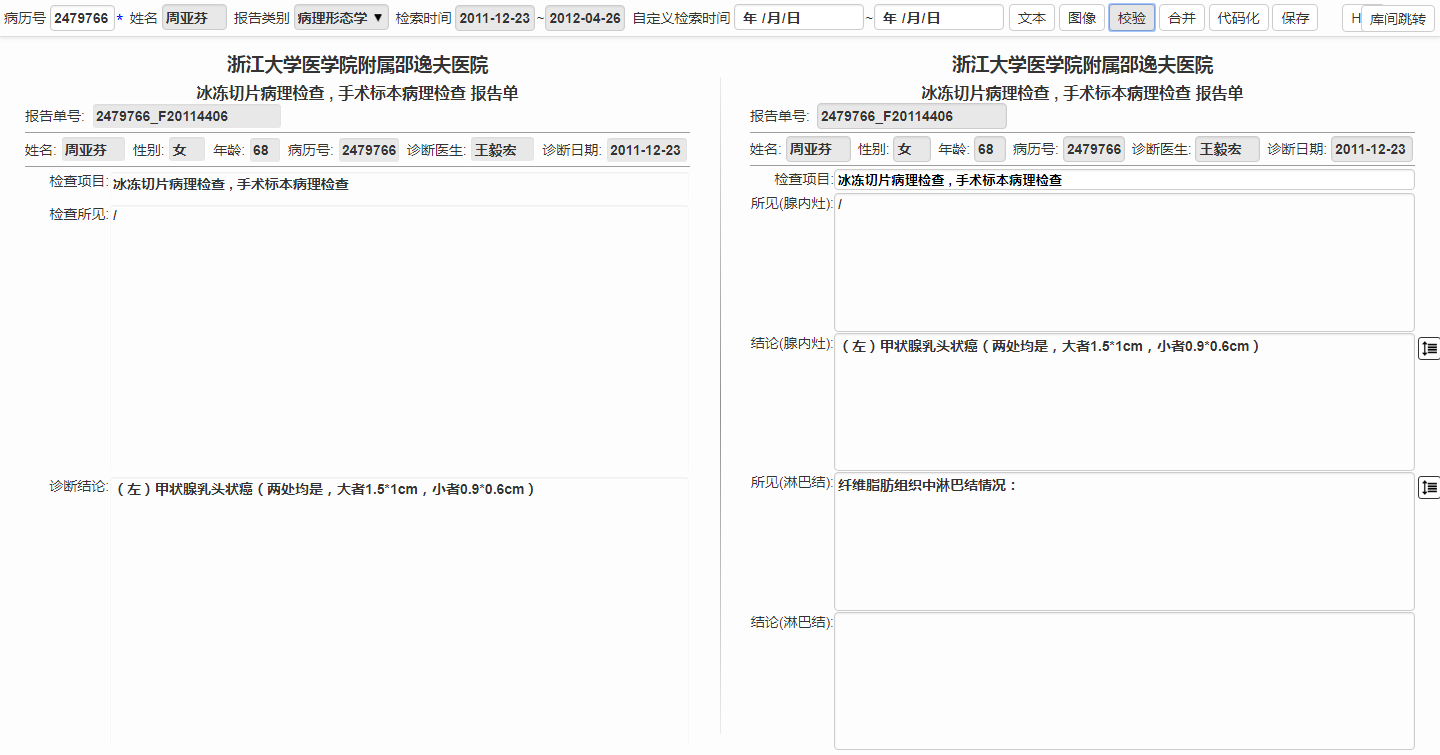 病历号 2479766 * 姓名 周亚芬 报告类别 病理形态学 ▼ 检索时间 2011-12-23 ~ 2012-04-26 自定义检索时间 年 /月/日 ~ 年 /月/日 文本 图像 校验 合并 代码化 保存 H 库间跳转
浙江大学医学院附属邵逸夫医院
冰冻切片病理检查 , 手术标本病理检查 报告单
报告单号: 2479766_F20114406
姓名: 周亚芬 性别: 女 年龄: 68 病历号: 2479766 诊断医生: 王毅宏 诊断日期: 2011-12-23
检查项目: 冰冻切片病理检查 , 手术标本病理检查
检查所见: /
诊断结论: （左）甲状腺乳头状癌（两处均是，大者1.5*1cm，小者0.9*0.6cm）
浙江大学医学院附属邵逸夫医院
冰冻切片病理检查 , 手术标本病理检查 报告单
报告单号: 2479766_F20114406
姓名: 周亚芬 性别: 女 年龄: 68 病历号: 2479766 诊断医生: 王毅宏 诊断日期: 2011-12-23
检查项目: 冰冻切片病理检查 , 手术标本病理检查
所见(腺内灶): /
结论(腺内灶): （左）甲状腺乳头状癌（两处均是，大者1.5*1cm，小者0.9*0.6cm）
所见(淋巴结): 纤维脂肪组织中淋巴结情况：
结论(淋巴结):